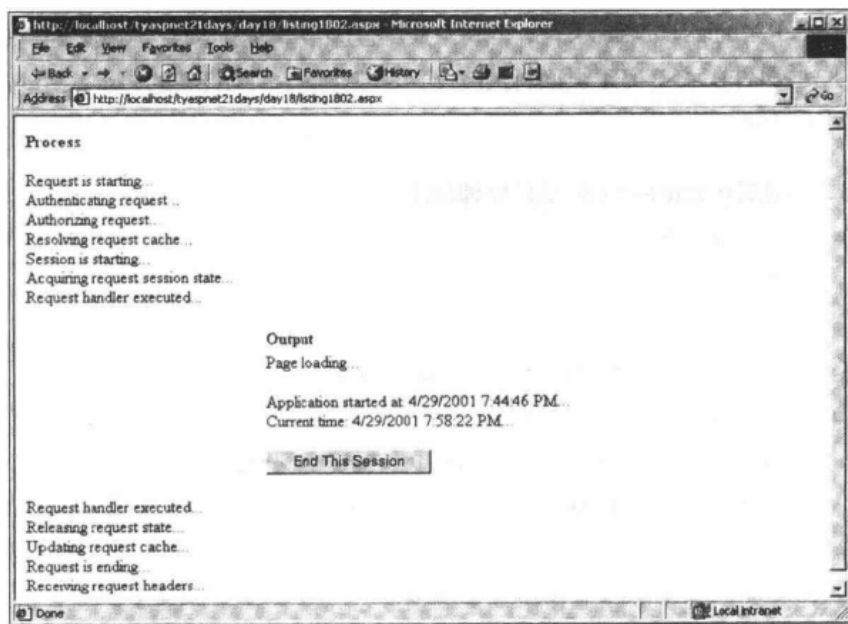 http://localhost/tyaspnet21days/day18/listing1802.aspx - Microsoft Internet Explorer
File Edit View Favorites Tools Help
Back Search Favorites History
Address http://localhost/tyaspnet21days/day18/listing1802.aspx Go
Process
Request is starting...
Authenticating request...
Authorizing request...
Resolving request cache...
Session is starting...
Acquiring request session state...
Request handler executed...
Output
Page loading...
Application started at: 4/29/2001 7:44:46 PM...
Current time: 4/29/2001 7:58:22 PM...
End This Session
Request handler executed...
Releasing request state...
Updating request cache...
Request is ending...
Receiving request headers...
Done Local intranet